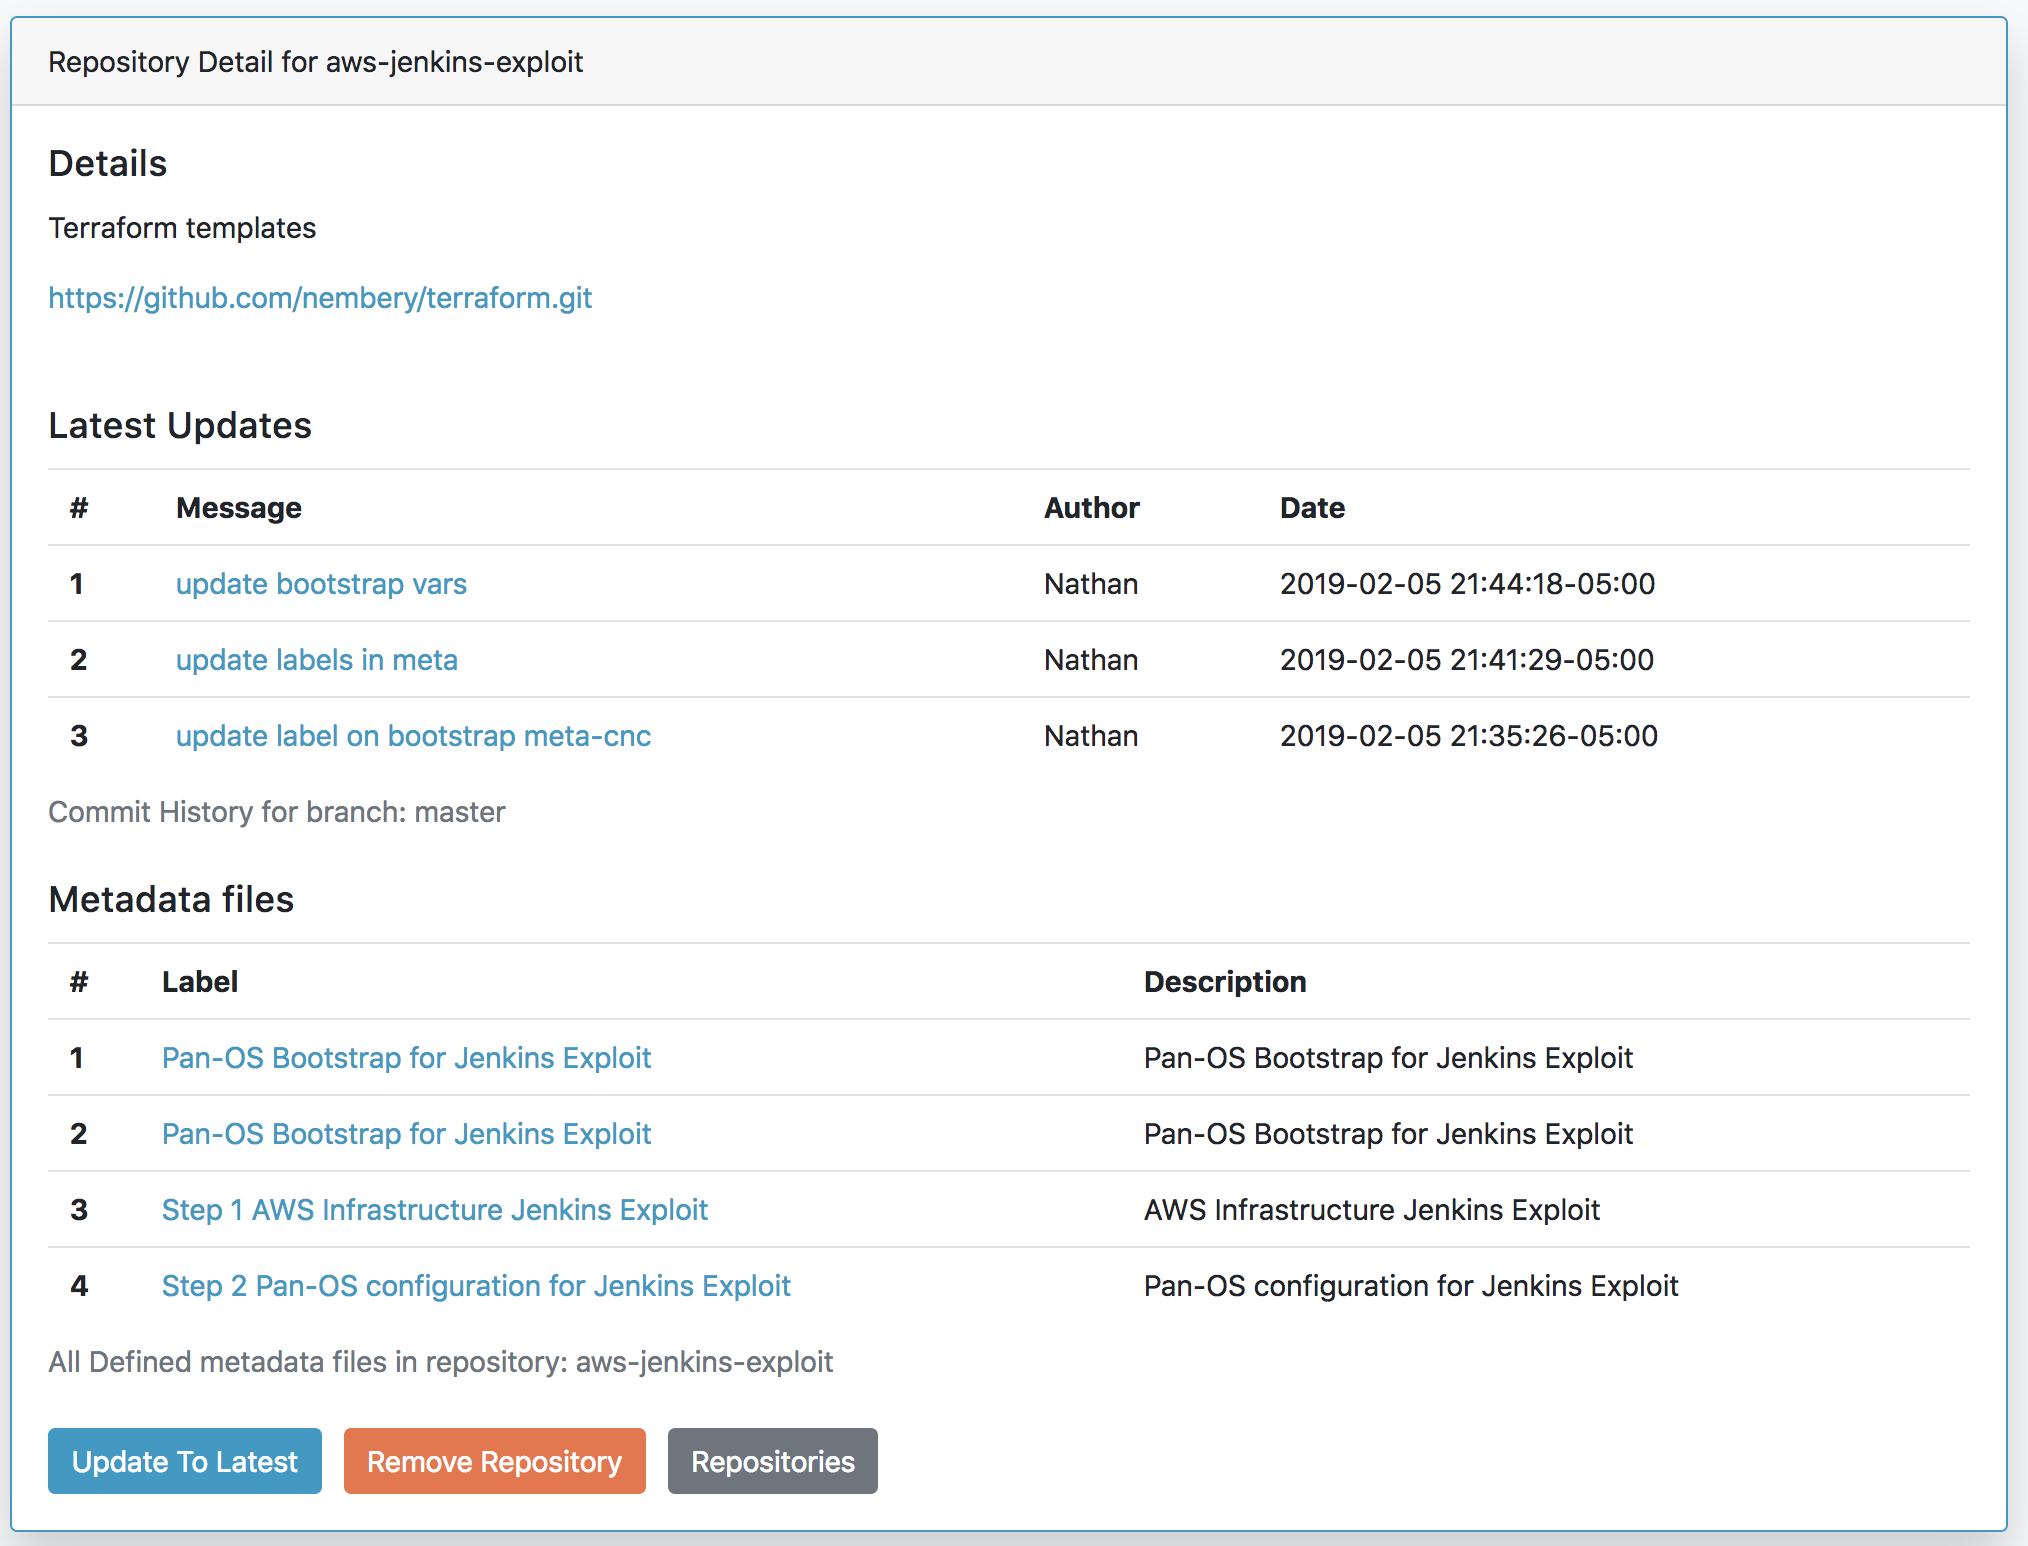 Repository Detail for aws-jenkins-exploit
Details
Terraform templates
https://github.com/nembery/terraform.git
Latest Updates
# Message Author Date
1 update bootstrap vars Nathan 2019-02-05 21:44:18-05:00
2 update labels in meta Nathan 2019-02-05 21:41:29-05:00
3 update label on bootstrap meta-cnc Nathan 2019-02-05 21:35:26-05:00
Commit History for branch: master
Metadata files
# Label Description
1 Pan-OS Bootstrap for Jenkins Exploit Pan-OS Bootstrap for Jenkins Exploit
2 Pan-OS Bootstrap for Jenkins Exploit Pan-OS Bootstrap for Jenkins Exploit
3 Step 1 AWS Infrastructure Jenkins Exploit AWS Infrastructure Jenkins Exploit
4 Step 2 Pan-OS configuration for Jenkins Exploit Pan-OS configuration for Jenkins Exploit
All Defined metadata files in repository: aws-jenkins-exploit
Update To Latest Remove Repository Repositories